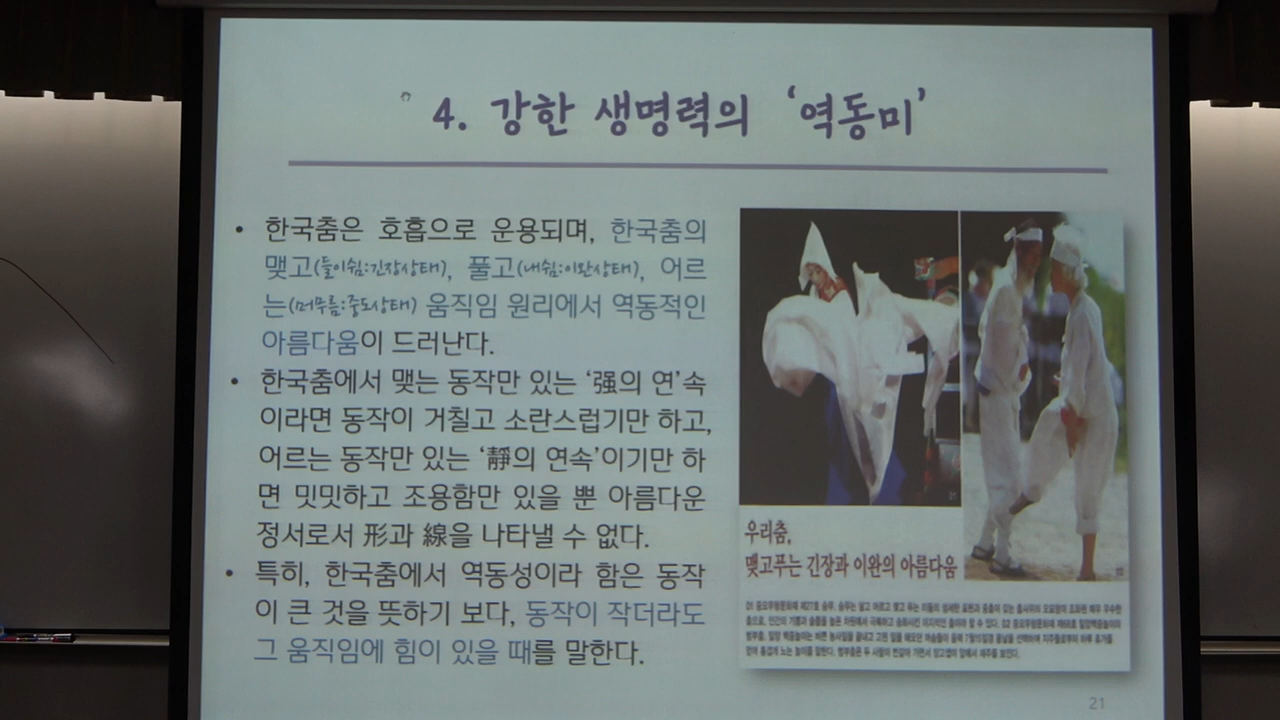 4. 강한 생명력의 ‘역동미’
• 한국춤은 호흡으로 운용되며, 한국춤의
맺고(들이쉼:긴장상태), 풀고(내쉼:이완상태), 어르
는(머무름:중도상태) 움직임 원리에서 역동적인
아름다움이 드러난다.
• 한국춤에서 맺는 동작만 있는 ‘强의 연’속
이라면 동작이 거칠고 소란스럽기만 하고,
어르는 동작만 있는 ‘靜의 연속’이기만 하
면 밋밋하고 조용함만 있을 뿐 아름다운
정서로서 形과 線을 나타낼 수 없다.
• 특히, 한국춤에서 역동성이라 함은 동작
이 큰 것을 뜻하기 보다, 동작이 작더라도
그 움직임에 힘이 있을 때를 말한다.
우리춤,
맺고푸는 긴장과 이완의 아름다움
21